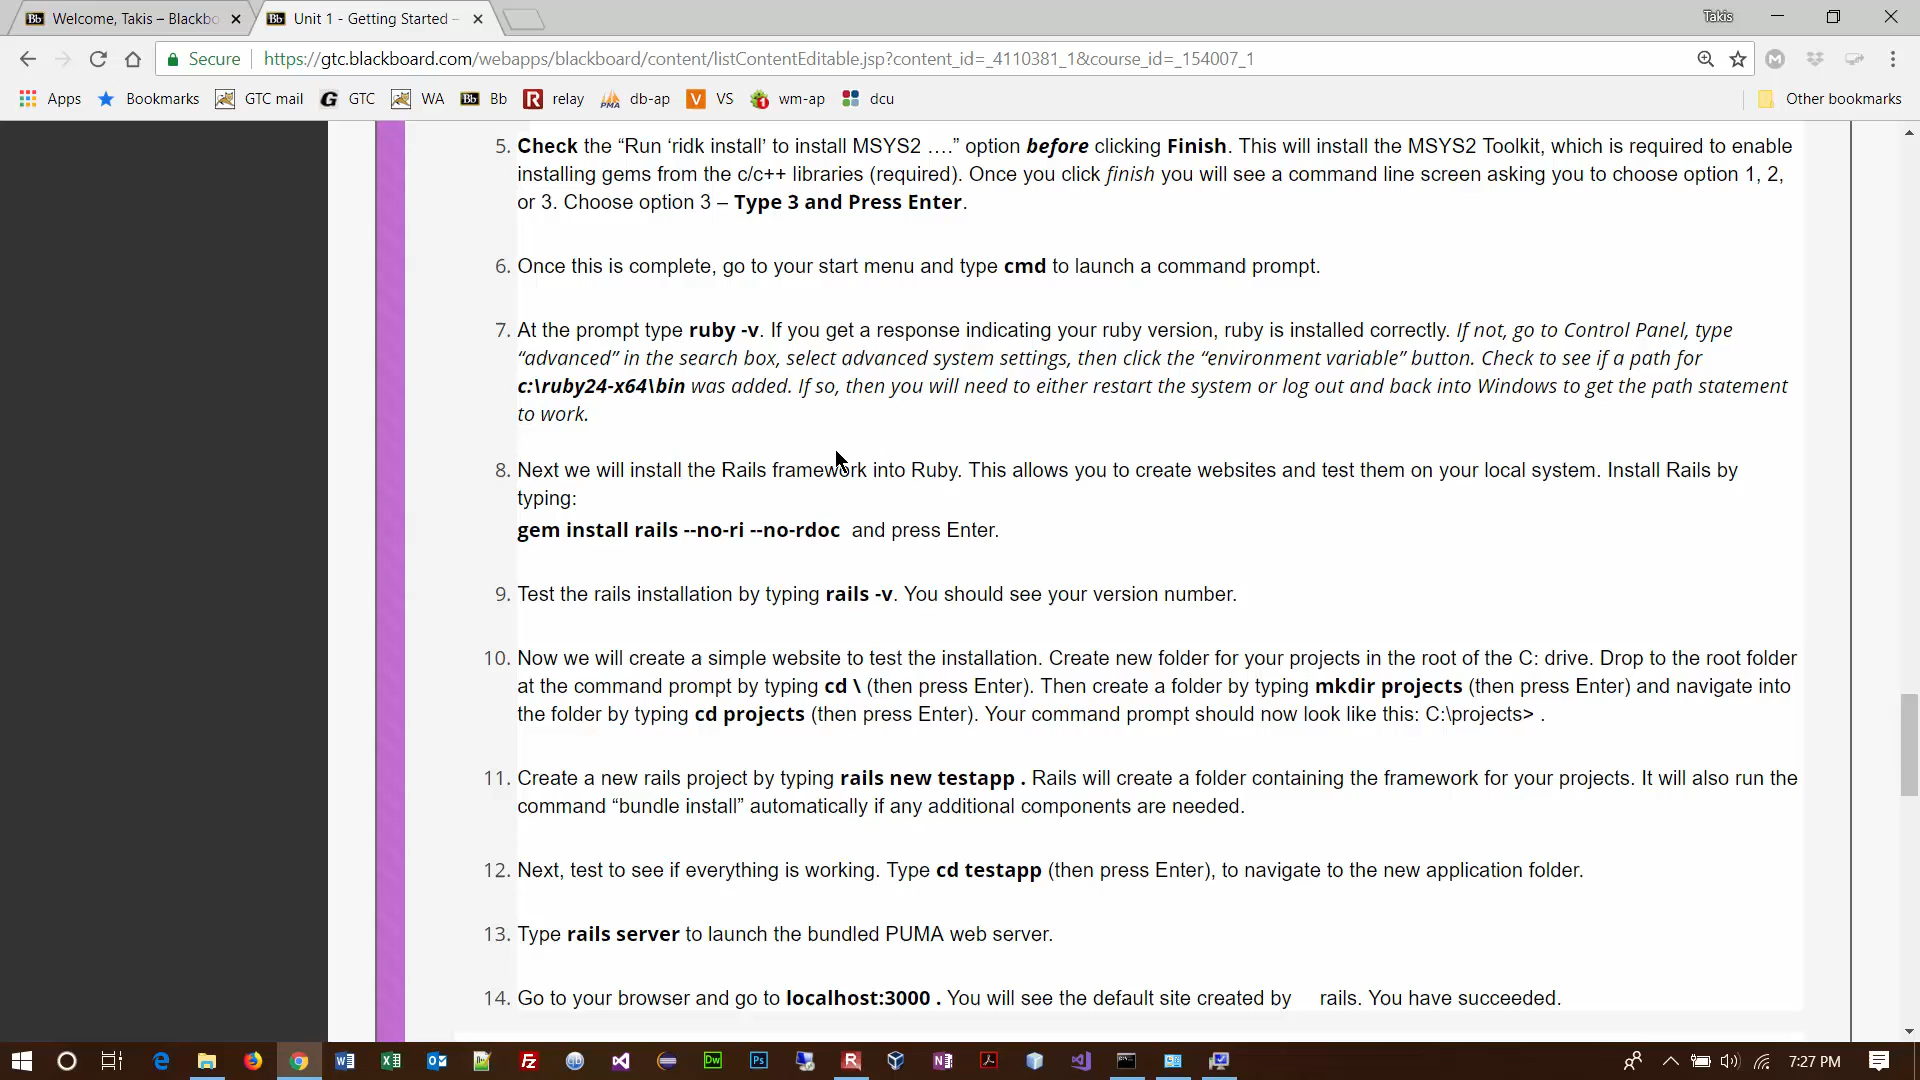 Welcome, Takis – Blackbo
Unit 1 - Getting Started –
Takis
Secure
https://gtc.blackboard.com/webapps/blackboard/content/listContentEditable.jsp?content_id=_4110381_1&course_id=_154007_1
Apps Bookmarks GTC mail GTC WA Bb relay db-ap VS wm-ap dcu Other bookmarks
5. Check the “Run ‘ridk install’ to install MSYS2 ….” option before clicking Finish. This will install the MSYS2 Toolkit, which is required to enable
installing gems from the c/c++ libraries (required). Once you click finish you will see a command line screen asking you to choose option 1, 2,
or 3. Choose option 3 – Type 3 and Press Enter.
6. Once this is complete, go to your start menu and type cmd to launch a command prompt.
7. At the prompt type ruby -v. If you get a response indicating your ruby version, ruby is installed correctly. If not, go to Control Panel, type
“advanced” in the search box, select advanced system settings, then click the “environment variable” button. Check to see if a path for
c:\ruby24-x64\bin was added. If so, then you will need to either restart the system or log out and back into Windows to get the path statement
to work.
8. Next we will install the Rails framework into Ruby. This allows you to create websites and test them on your local system. Install Rails by
typing:
gem install rails --no-ri --no-rdoc and press Enter.
9. Test the rails installation by typing rails -v. You should see your version number.
10. Now we will create a simple website to test the installation. Create new folder for your projects in the root of the C: drive. Drop to the root folder
at the command prompt by typing cd \ (then press Enter). Then create a folder by typing mkdir projects (then press Enter) and navigate into
the folder by typing cd projects (then press Enter). Your command prompt should now look like this: C:\projects> .
11. Create a new rails project by typing rails new testapp . Rails will create a folder containing the framework for your projects. It will also run the
command “bundle install” automatically if any additional components are needed.
12. Next, test to see if everything is working. Type cd testapp (then press Enter), to navigate to the new application folder.
13. Type rails server to launch the bundled PUMA web server.
14. Go to your browser and go to localhost:3000 . You will see the default site created by rails. You have succeeded.
7:27 PM